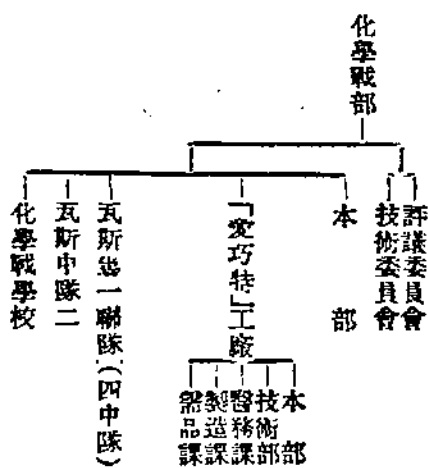 化學戰部
評議委員會
技術委員會
本部
「愛巧特」工廠
本部
技術部
醫務課
製造課
需品課
瓦斯第一聯隊(四中隊)
瓦斯中隊二
化學戰學校